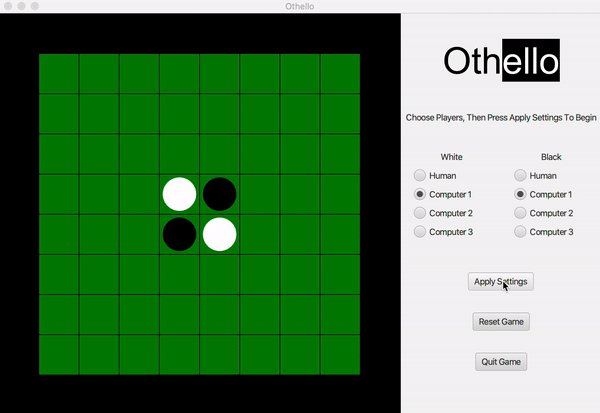 Othello
Othello
Choose Players, Then Press Apply Settings To Begin
White Black
Human Human
Computer 1 Computer 1
Computer 2 Computer 2
Computer 3 Computer 3
Apply Settings
Reset Game
Quit Game